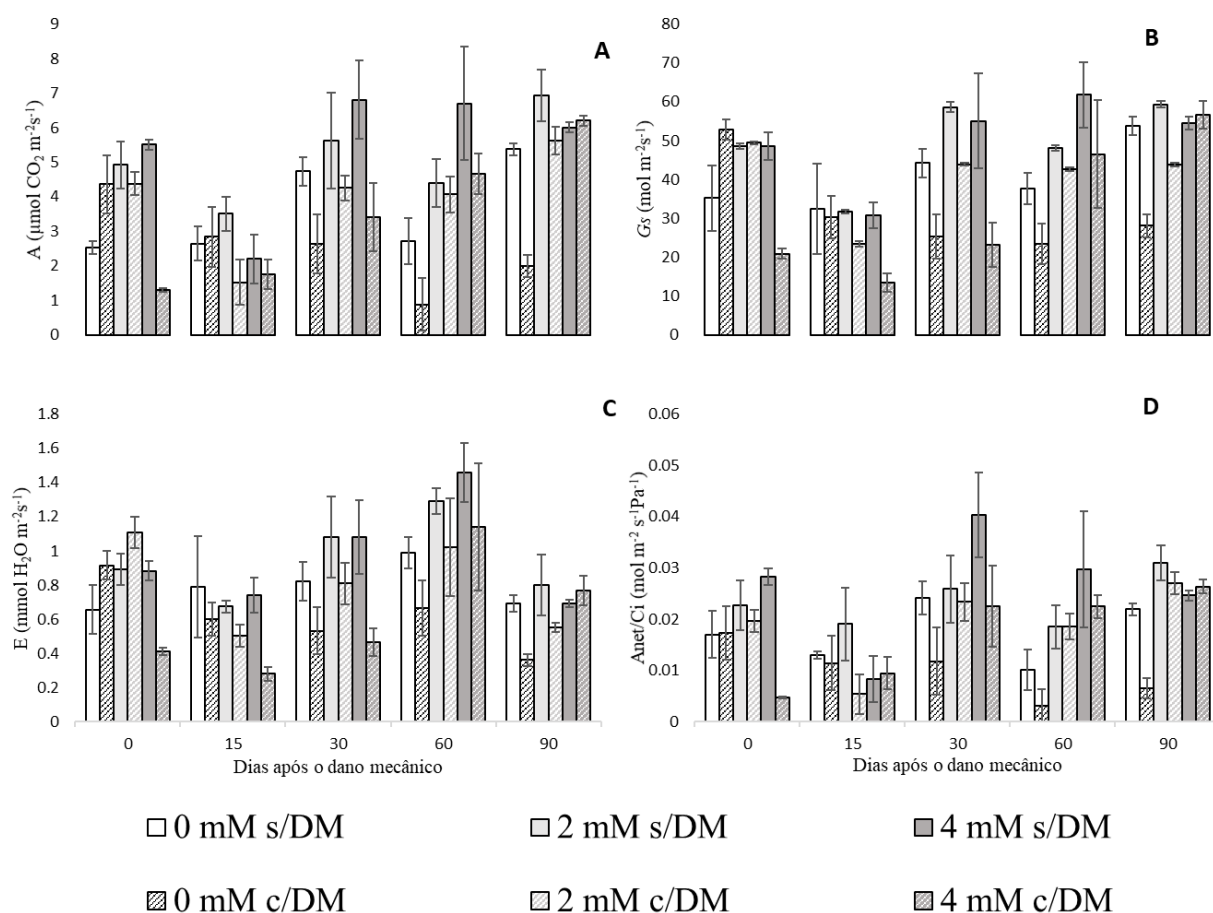 A
A (µmol CO₂ m⁻²s⁻¹)
9
8
7
6
5
4
3
2
1
0
B
Gs (mol m⁻²s⁻¹)
80
70
60
50
40
30
20
10
0
C
E (mmol H₂O m⁻²s⁻¹)
1.8
1.6
1.4
1.2
1
0.8
0.6
0.4
0.2
0
0 15 30 60 90
Dias após o dano mecânico
D
Anet/Ci (mol m⁻² s⁻¹Pa⁻¹)
0.06
0.05
0.04
0.03
0.02
0.01
0
0 15 30 60 90
Dias após o dano mecânico
0 mM s/DM 2 mM s/DM 4 mM s/DM
0 mM c/DM 2 mM c/DM 4 mM c/DM